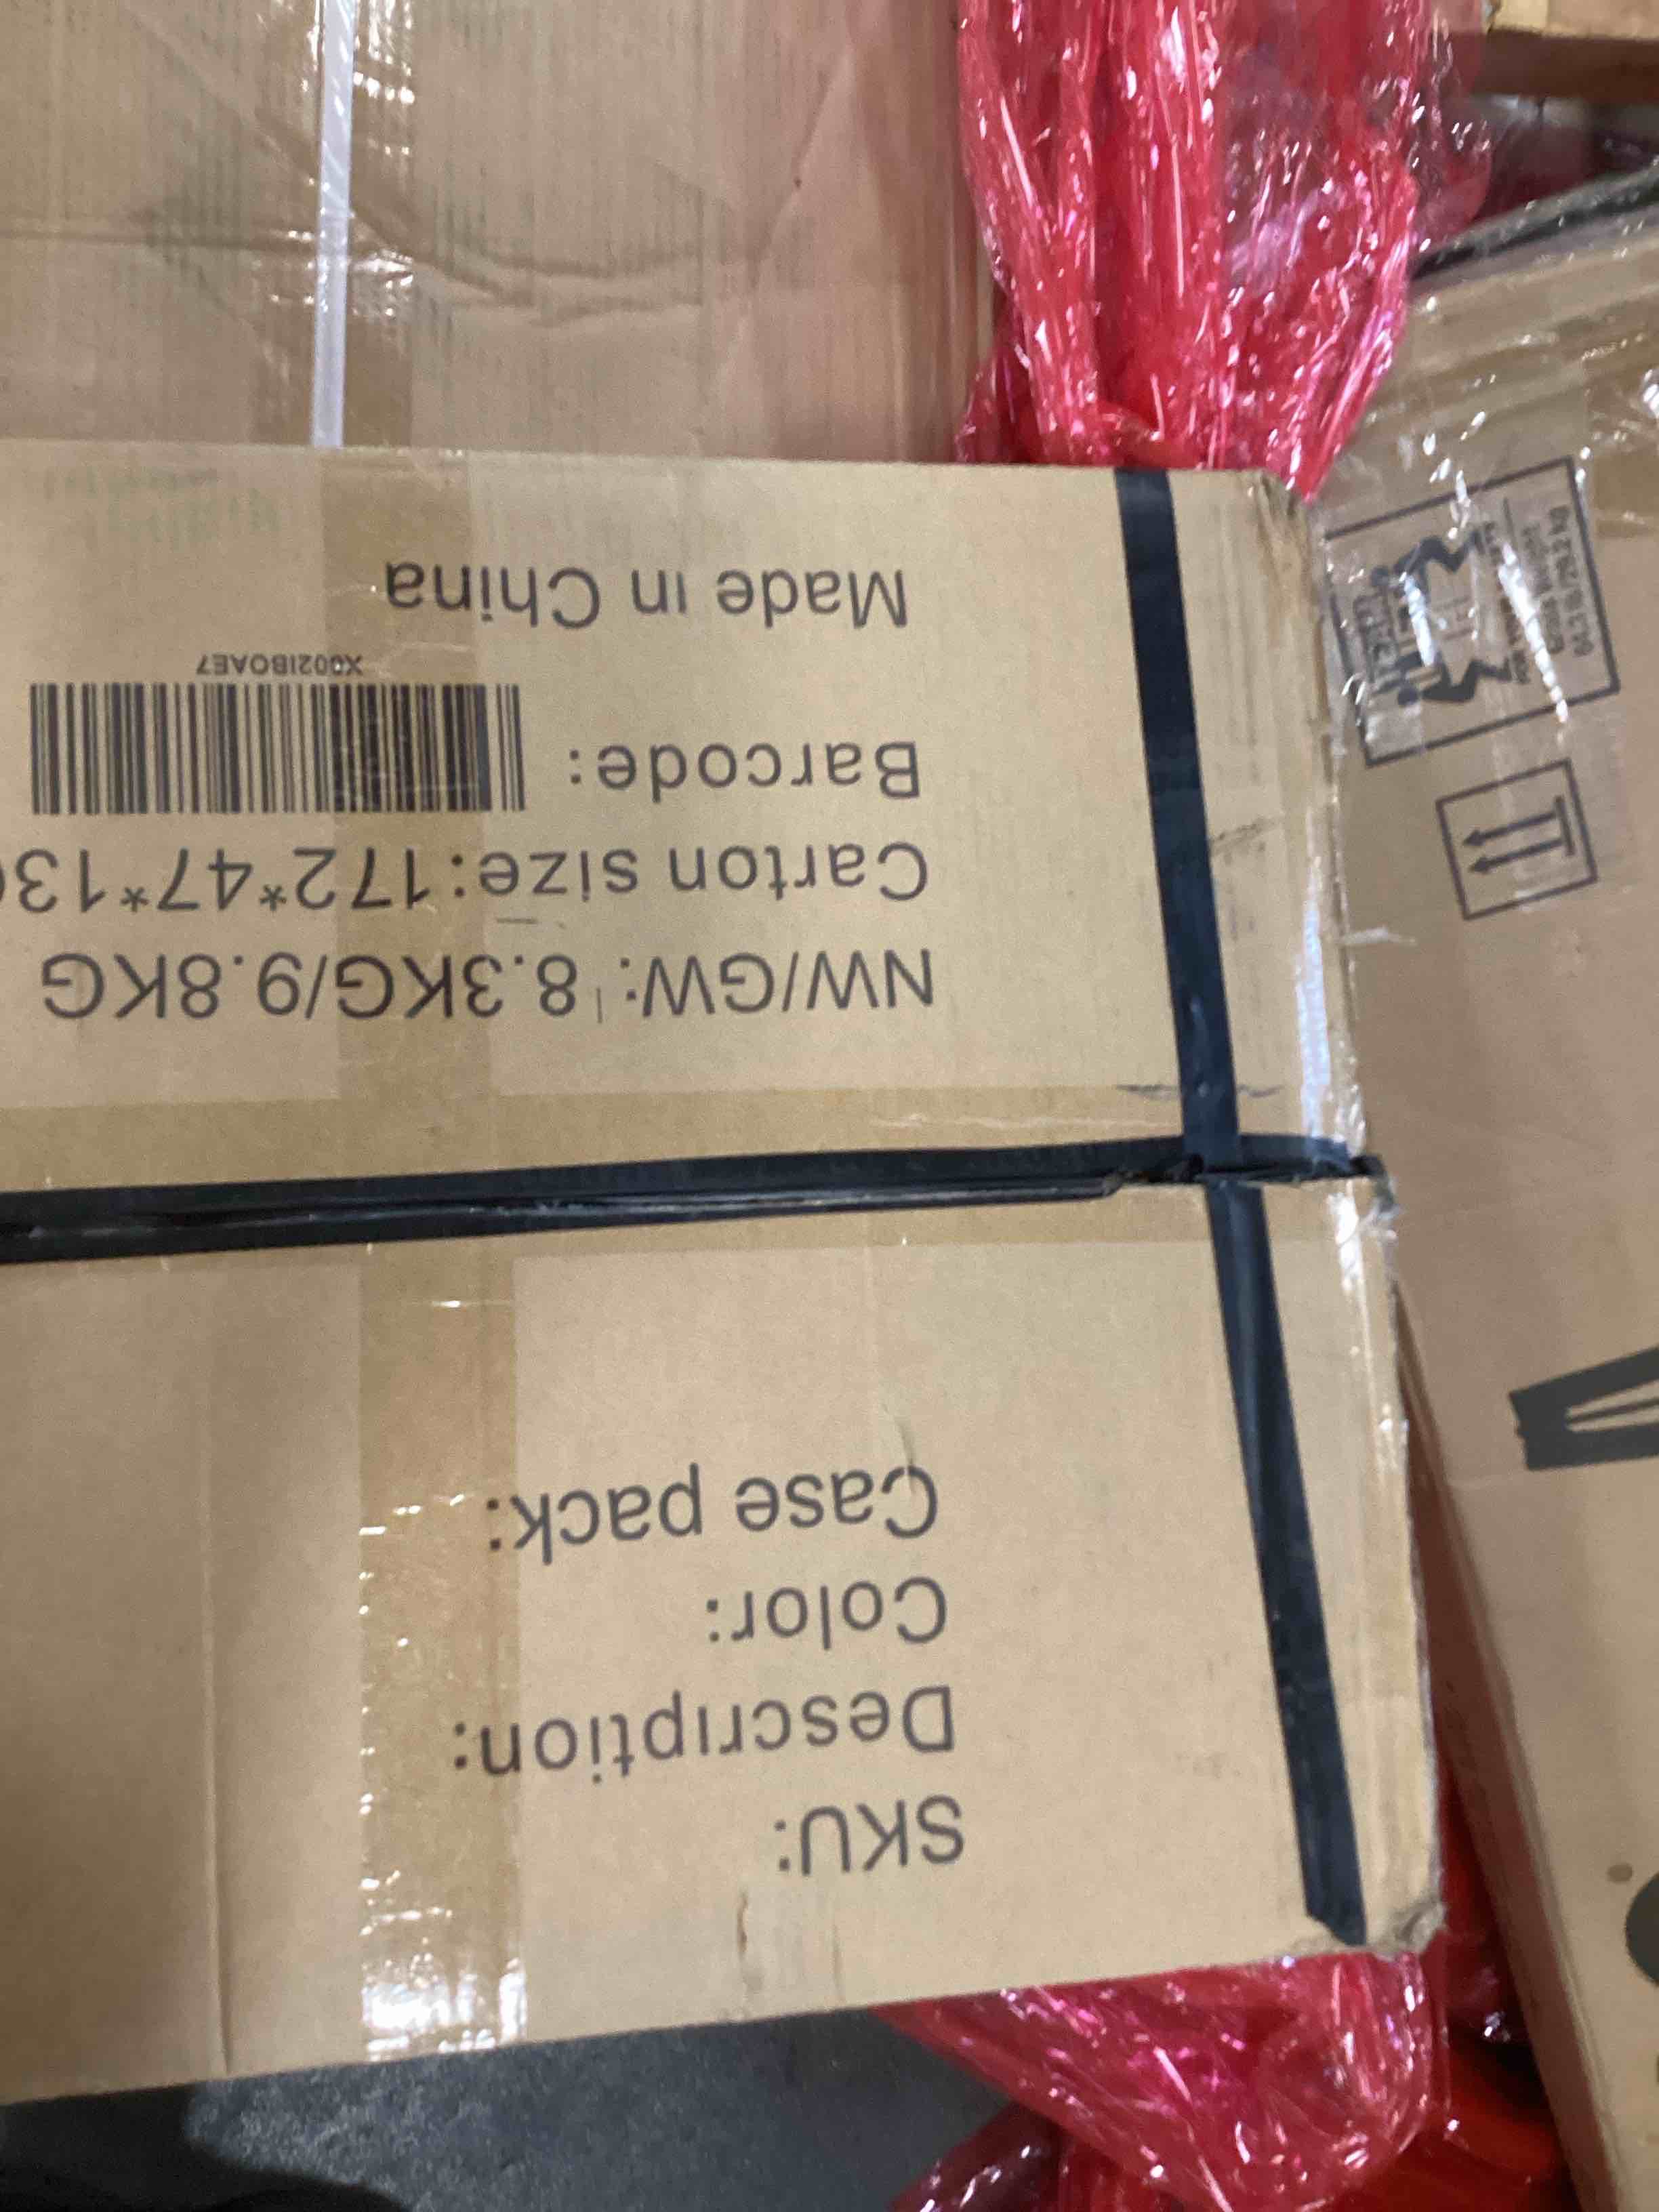 SKU:
Description:
Color:
Case pack:
NW/GW: 8.3KG/9.8KG
Carton size:172*47*13
Barcode:
X002IBOAE7
Made in China